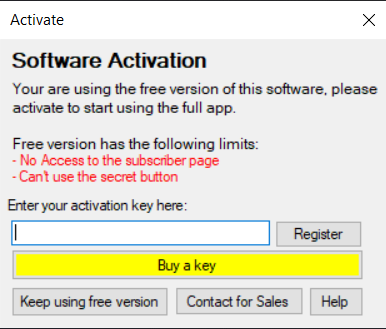 Activate
Software Activation
Your are using the free version of this software, please
activate to start using the full app.
Free version has the following limits:
- No Access to the subscriber page
- Can't use the secret button
Enter your activation key here:
Register
Buy a key
Keep using free version
Contact for Sales
Help